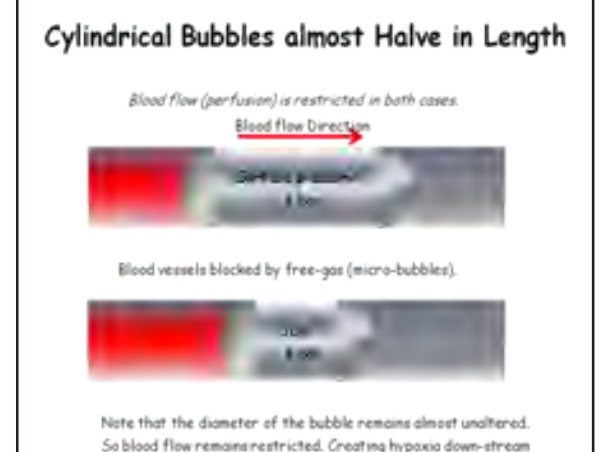 Cylindrical Bubbles almost Halve in Length
Blood flow (perfusion) is restricted in both cases.
Blood flow Direction
Blood vessels blocked by free-gas (micro-bubbles).
Note that the diameter of the bubble remains almost unaltered.
So blood flow remains restricted. Creating hypoxia down-stream